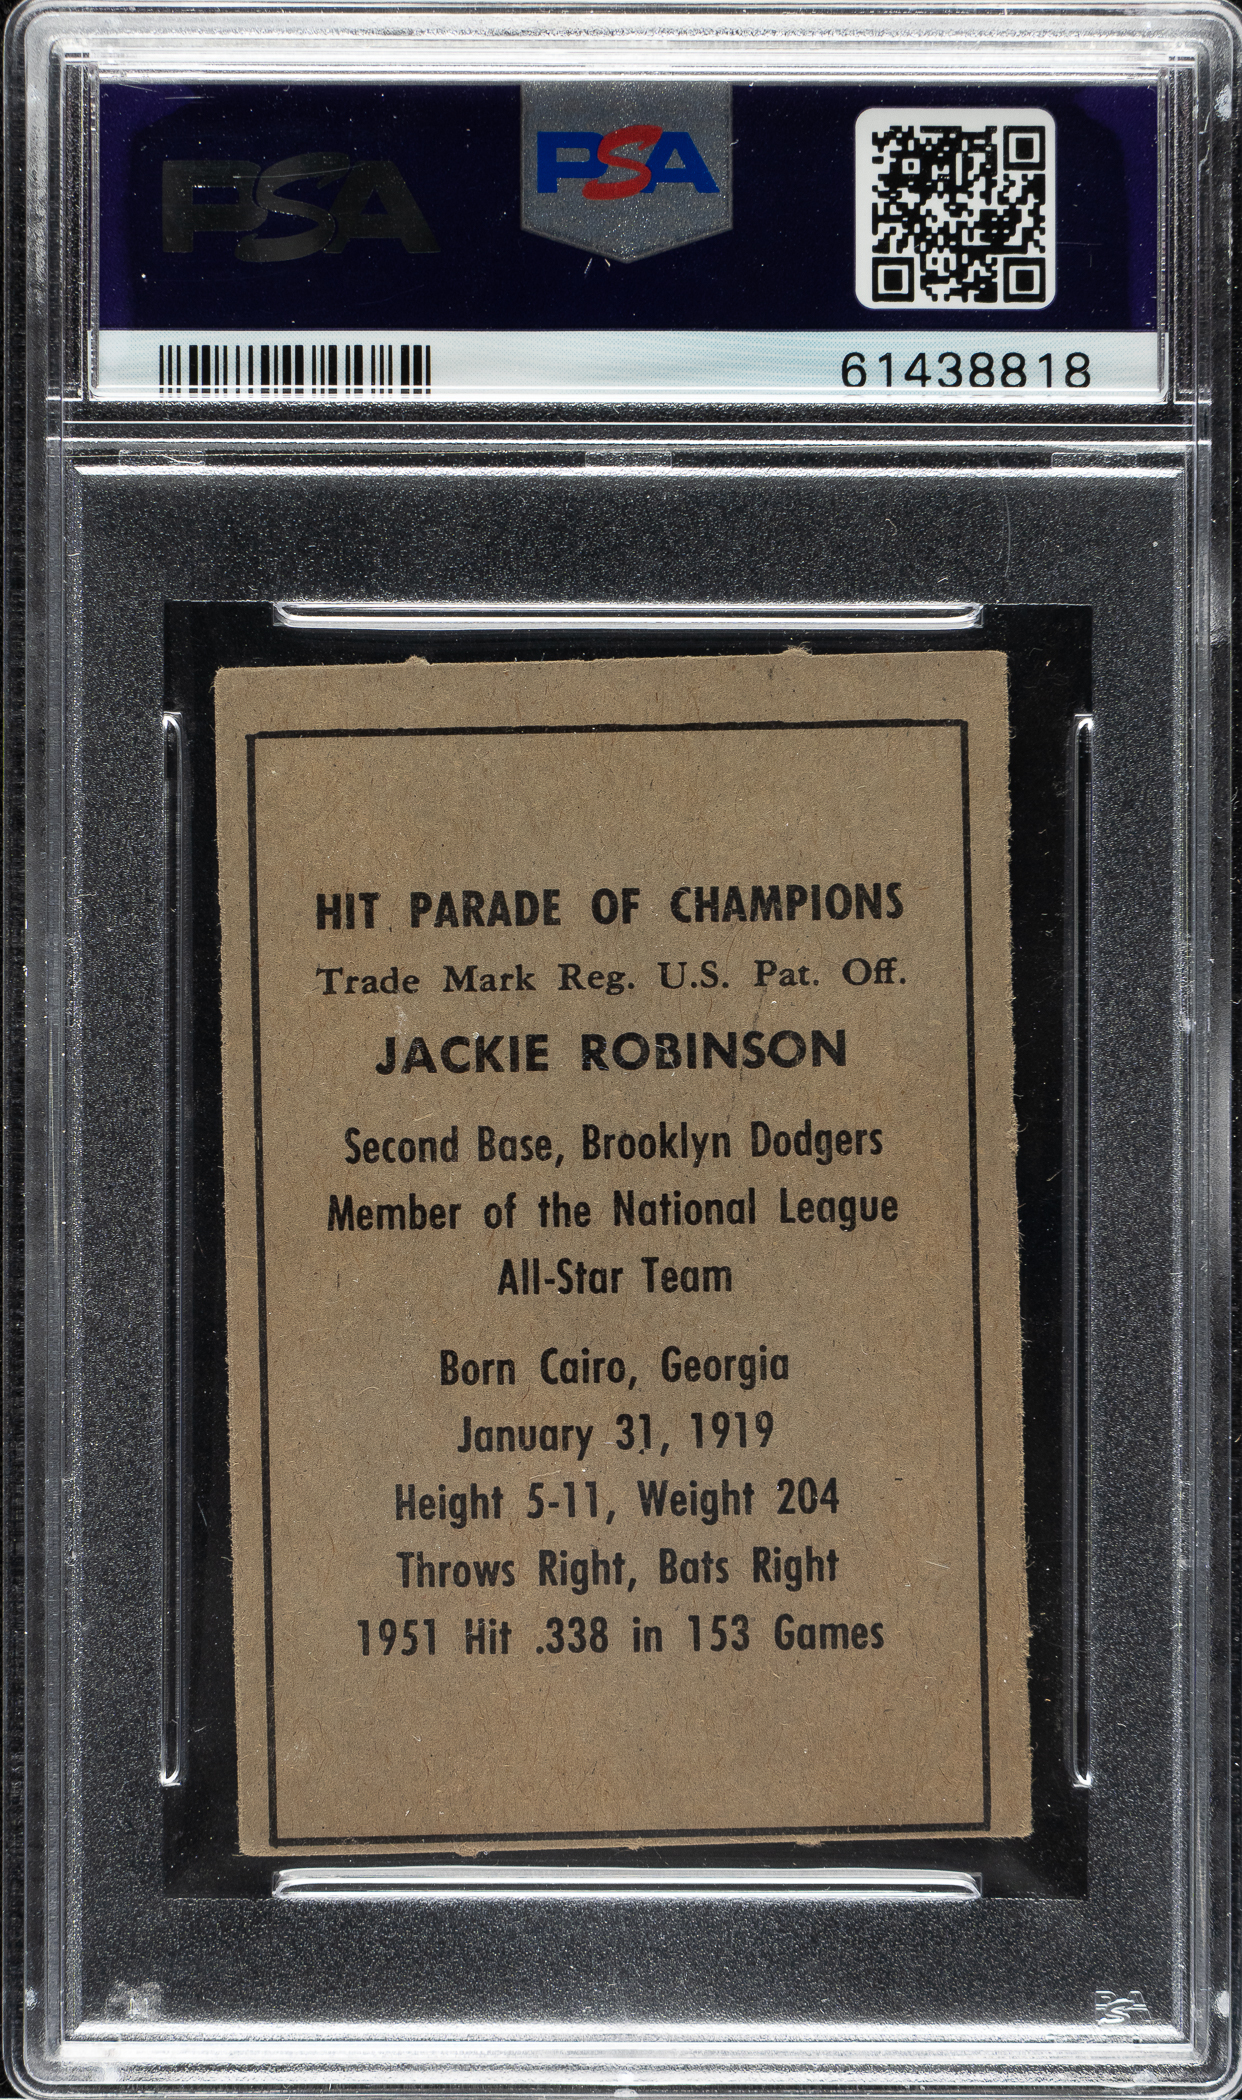 PSA
PSA
61438818
HIT PARADE OF CHAMPIONS
Trade Mark Reg. U.S. Pat. Off.
JACKIE ROBINSON
Second Base, Brooklyn Dodgers
Member of the National League
All-Star Team
Born Cairo, Georgia
January 31, 1919
Height 5-11, Weight 204
Throws Right, Bats Right
1951 Hit .338 in 153 Games
PSA